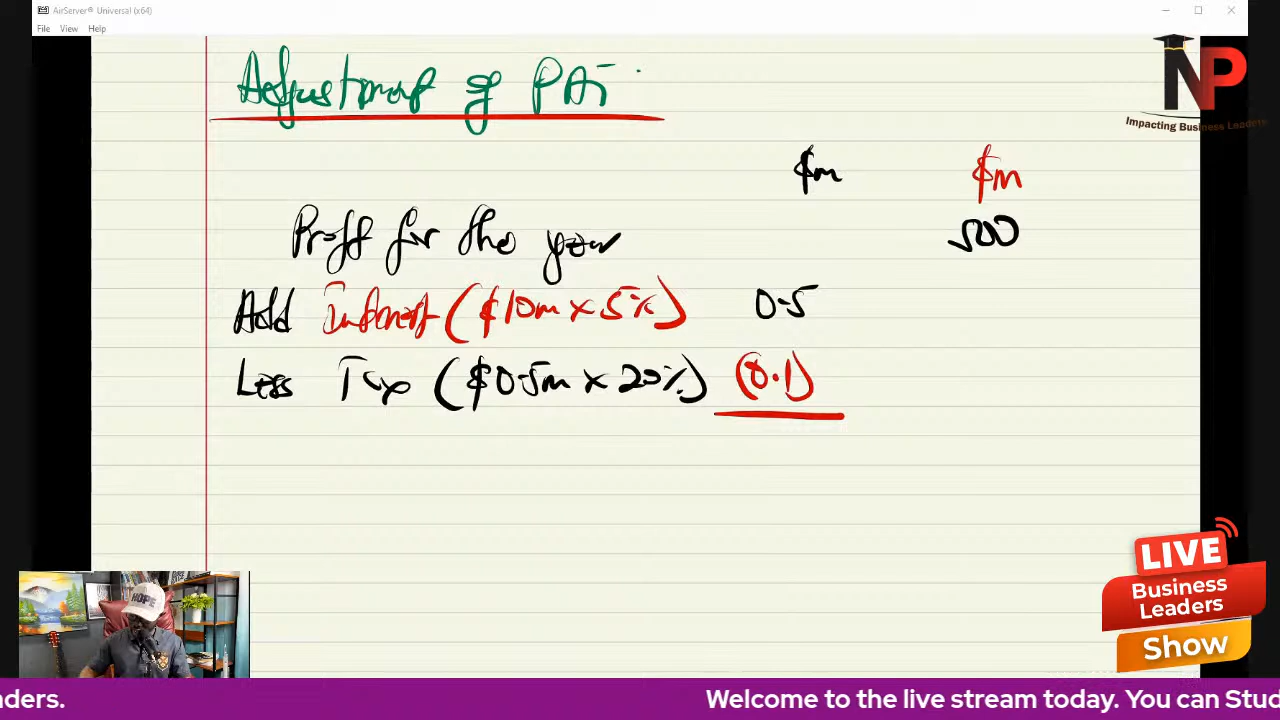 AirServer® Universal (x64)
File View Help
Adjustment of PAT
NP
Impacting Business Leaders
$m $m
Profit for the year 500
Add Interest ($10m x 5%) 0.5
Less Tax ($0.5m x 20%) (0.1)
HOPE
LIVE
Business
Leaders
Show
aders. Welcome to the live stream today. You can Stud